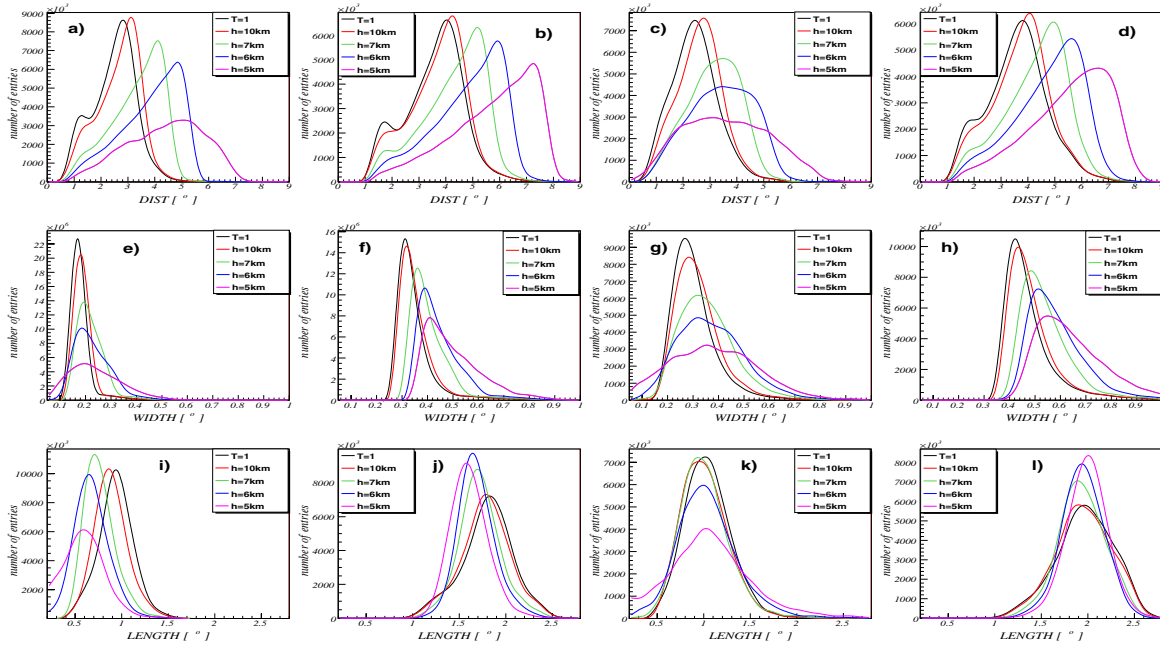 ×10³
a)
T=1
h=10km
h=7km
h=6km
h=5km
number of entries
9000
8000
7000
6000
5000
4000
3000
2000
1000
0
0 1 2 3 4 5 6 7 8 9
DIST [ ° ]
×10³
b)
T=1
h=10km
h=7km
h=6km
h=5km
number of entries
7000
6000
5000
4000
3000
2000
1000
0
0 1 2 3 4 5 6 7 8 9
DIST [ ° ]
×10³
c)
T=1
h=10km
h=7km
h=6km
h=5km
number of entries
8000
7000
6000
5000
4000
3000
2000
1000
0
0 1 2 3 4 5 6 7 8 9
DIST [ ° ]
×10³
d)
T=1
h=10km
h=7km
h=6km
h=5km
number of entries
6000
5000
4000
3000
2000
1000
0
0 1 2 3 4 5 6 7 8
DIST [ ° ]
×10⁶
e)
T=1
h=10km
h=7km
h=6km
h=5km
number of entries
22
20
18
16
14
12
10
8
6
4
2
0
0.1 0.2 0.3 0.4 0.5 0.6 0.7 0.8 0.9 1
WIDTH [ ° ]
×10⁶
f)
T=1
h=10km
h=7km
h=6km
h=5km
number of entries
16
14
12
10
8
6
4
2
0
0.1 0.2 0.3 0.4 0.5 0.6 0.7 0.8 0.9 1
WIDTH [ ° ]
×10³
g)
T=1
h=10km
h=7km
h=6km
h=5km
number of entries
10000
9000
8000
7000
6000
5000
4000
3000
2000
1000
0
0.1 0.2 0.3 0.4 0.5 0.6 0.7 0.8 0.9 1
WIDTH [ ° ]
×10³
h)
T=1
h=10km
h=7km
h=6km
h=5km
number of entries
10000
8000
6000
4000
2000
0
0.1 0.2 0.3 0.4 0.5 0.6 0.7 0.8 0.9
WIDTH [ ° ]
×10³
i)
T=1
h=10km
h=7km
h=6km
h=5km
number of entries
10000
8000
6000
4000
2000
0.5 1 1.5 2 2.5
LENGTH [ ° ]
×10³
j)
T=1
h=10km
h=7km
h=6km
h=5km
number of entries
8000
6000
4000
2000
0
0.5 1 1.5 2 2.5
LENGTH [ ° ]
×10³
k)
T=1
h=10km
h=7km
h=6km
h=5km
number of entries
7000
6000
5000
4000
3000
2000
1000
0
0.5 1 1.5 2 2.5
LENGTH [ ° ]
×10³
l)
T=1
h=10km
h=7km
h=6km
h=5km
number of entries
8000
7000
6000
5000
4000
3000
2000
1000
0
0.5 1 1.5 2 2.5
LENGTH [ ° ]